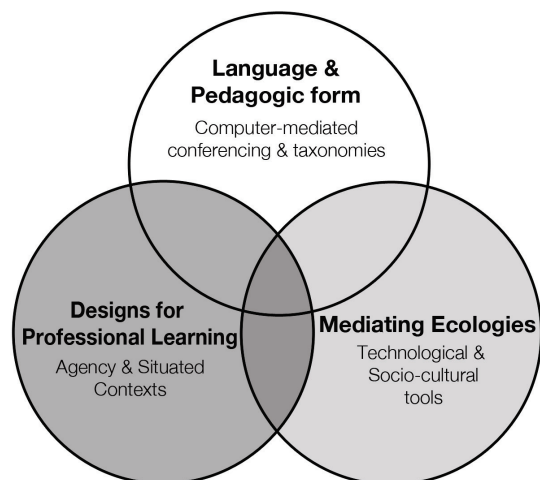 Language &
Pedagogic form
Computer-mediated
conferencing & taxonomies
Designs for
Professional Learning
Agency & Situated
Contexts
Mediating Ecologies
Technological &
Socio-cultural
tools